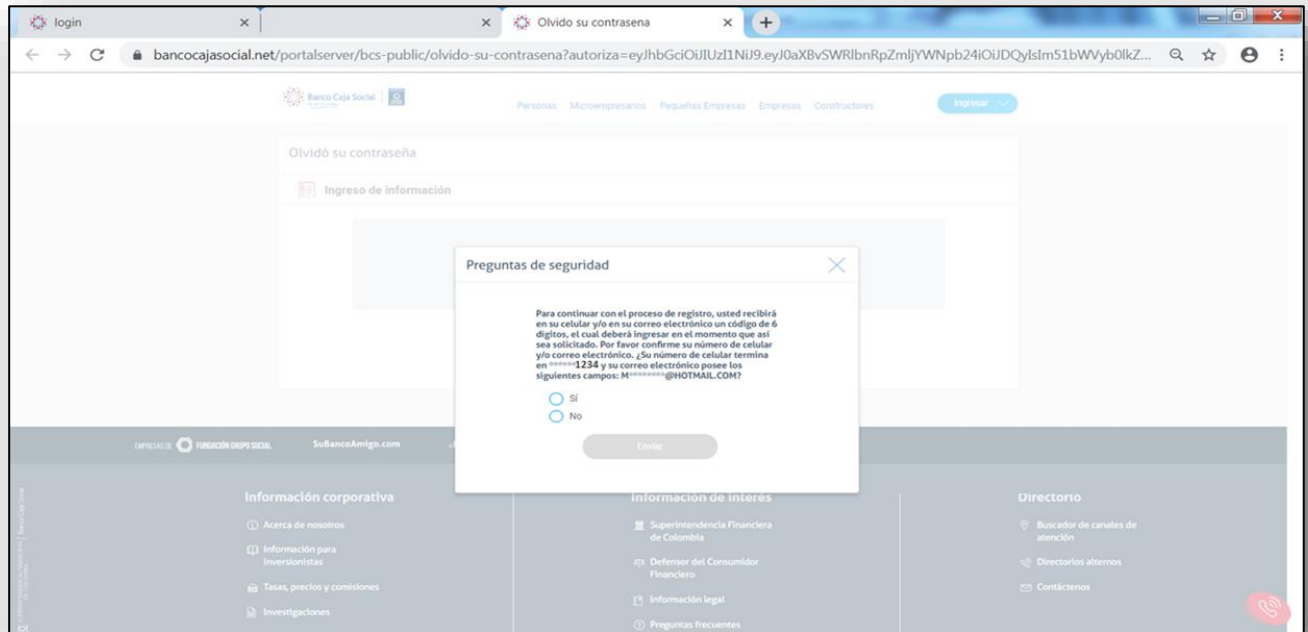 login
Olvido su contrasena
bancocajasocial.net/portalserver/bcs-public/olvido-su-contrasena?autoriza=eyJhbGciOiJIUzI1NiJ9.eyJ0aXBvSWRlbnRpZmljYWNpb24iOiJDQyIsIm51bWVyb0lkZ...
Banco Caja Social
Personas Microempresarios Pequeñas Empresas Empresas Constructores Ingresar
Olvidó su contraseña
Ingreso de información
Preguntas de seguridad
Para continuar con el proceso de registro, usted recibirá
en su celular y/o en su correo electrónico un código de 6
dígitos, el cual deberá ingresar en el momento que así
sea solicitado. Por favor confirme su número de celular
y/o correo electrónico. ¿Su número de celular termina
en ******1234 y su correo electrónico posee los
siguientes campos: M********@HOTMAIL.COM?
Sí
No
Enviar
EMPRESAS DE FUNDACIÓN GRUPO SOCIAL SuBancoAmigo.com
Información corporativa
Acerca de nosotros
Información para
Inversionistas
Tasas, precios y comisiones
Investigaciones
Información de interés
Superintendencia Financiera
de Colombia
Defensor del Consumidor
Financiero
Información legal
Preguntas frecuentes
Directorio
Buscador de canales de
atención
Directorios alternos
Contáctenos